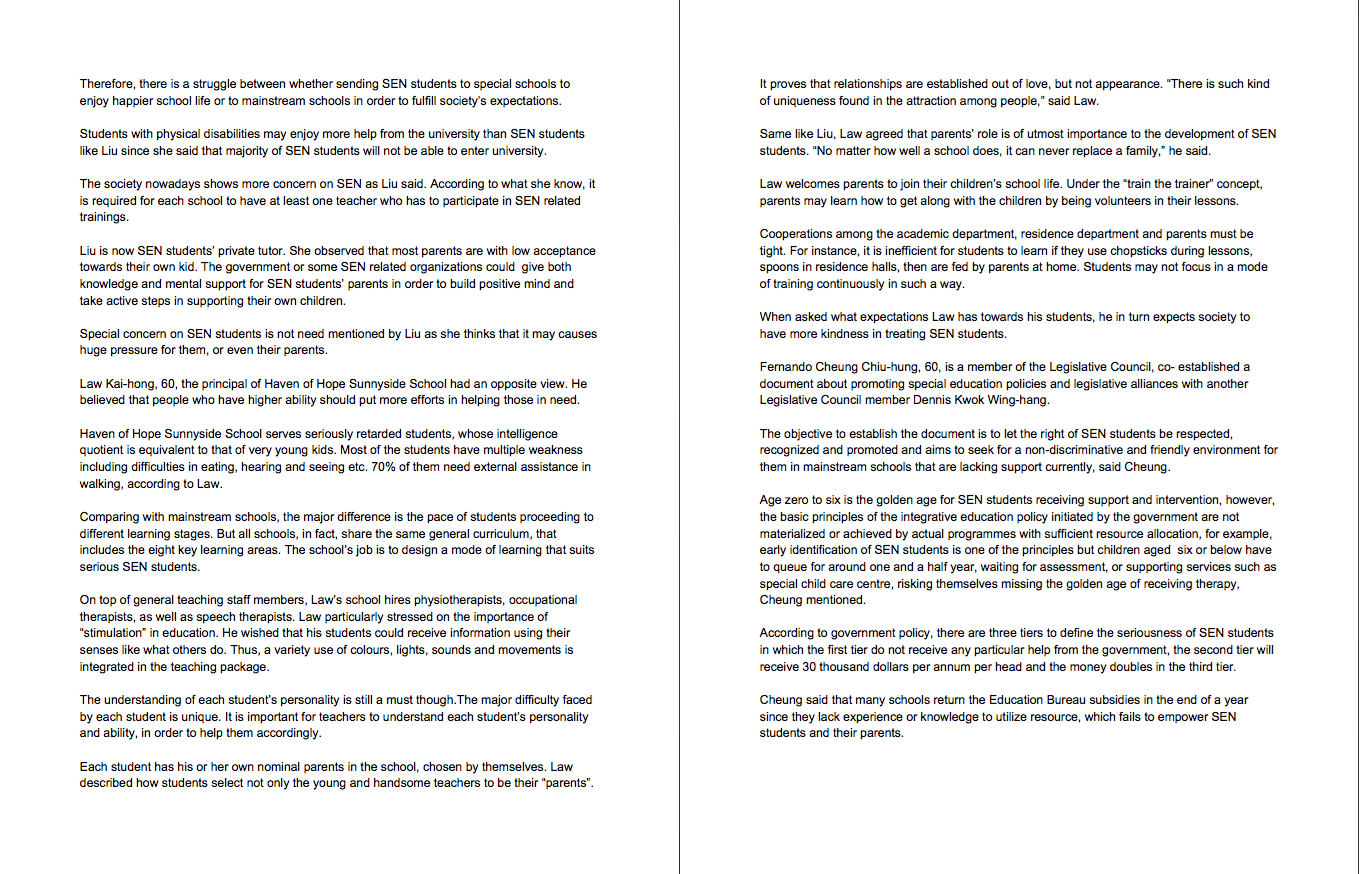 Therefore, there is a struggle between whether sending SEN students to special schools to
enjoy happier school life or to mainstream schools in order to fulfill society's expectations.
Students with physical disabilities may enjoy more help from the university than SEN students
like Liu since she said that majority of SEN students will not be able to enter university.
The society nowadays shows more concern on SEN as Liu said. According to what she know, it
is required for each school to have at least one teacher who has to participate in SEN related
trainings.
Liu is now SEN students' private tutor. She observed that most parents are with low acceptance
towards their own kid. The government or some SEN related organizations could  give both
knowledge and mental support for SEN students' parents in order to build positive mind and
take active steps in supporting their own children.
Special concern on SEN students is not need mentioned by Liu as she thinks that it may causes
huge pressure for them, or even their parents.
Law Kai-hong, 60, the principal of Haven of Hope Sunnyside School had an opposite view. He
believed that people who have higher ability should put more efforts in helping those in need.
Haven of Hope Sunnyside School serves seriously retarded students, whose intelligence
quotient is equivalent to that of very young kids. Most of the students have multiple weakness
including difficulties in eating, hearing and seeing etc. 70% of them need external assistance in
walking, according to Law.
Comparing with mainstream schools, the major difference is the pace of students proceeding to
different learning stages. But all schools, in fact, share the same general curriculum, that
includes the eight key learning areas. The school's job is to design a mode of learning that suits
serious SEN students.
On top of general teaching staff members, Law's school hires physiotherapists, occupational
therapists, as well as speech therapists. Law particularly stressed on the importance of
"stimulation" in education. He wished that his students could receive information using their
senses like what others do. Thus, a variety use of colours, lights, sounds and movements is
integrated in the teaching package.
The understanding of each student's personality is still a must though.The major difficulty faced
by each student is unique. It is important for teachers to understand each student's personality
and ability, in order to help them accordingly.
Each student has his or her own nominal parents in the school, chosen by themselves. Law
described how students select not only the young and handsome teachers to be their "parents".
It proves that relationships are established out of love, but not appearance. "There is such kind
of uniqueness found in the attraction among people," said Law.
Same like Liu, Law agreed that parents' role is of utmost importance to the development of SEN
students. "No matter how well a school does, it can never replace a family," he said.
Law welcomes parents to join their children's school life. Under the "train the trainer" concept,
parents may learn how to get along with the children by being volunteers in their lessons.
Cooperations among the academic department, residence department and parents must be
tight. For instance, it is inefficient for students to learn if they use chopsticks during lessons,
spoons in residence halls, then are fed by parents at home. Students may not focus in a mode
of training continuously in such a way.
When asked what expectations Law has towards his students, he in turn expects society to
have more kindness in treating SEN students.
Fernando Cheung Chiu-hung, 60, is a member of the Legislative Council, co- established a
document about promoting special education policies and legislative alliances with another
Legislative Council member Dennis Kwok Wing-hang.
The objective to establish the document is to let the right of SEN students be respected,
recognized and promoted and aims to seek for a non-discriminative and friendly environment for
them in mainstream schools that are lacking support currently, said Cheung.
Age zero to six is the golden age for SEN students receiving support and intervention, however,
the basic principles of the integrative education policy initiated by the government are not
materialized or achieved by actual programmes with sufficient resource allocation, for example,
early identification of SEN students is one of the principles but children aged  six or below have
to queue for around one and a half year, waiting for assessment, or supporting services such as
special child care centre, risking themselves missing the golden age of receiving therapy,
Cheung mentioned.
According to government policy, there are three tiers to define the seriousness of SEN students
in which the first tier do not receive any particular help from the government, the second tier will
receive 30 thousand dollars per annum per head and the money doubles in the third tier.
Cheung said that many schools return the Education Bureau subsidies in the end of a year
since they lack experience or knowledge to utilize resource, which fails to empower SEN
students and their parents.